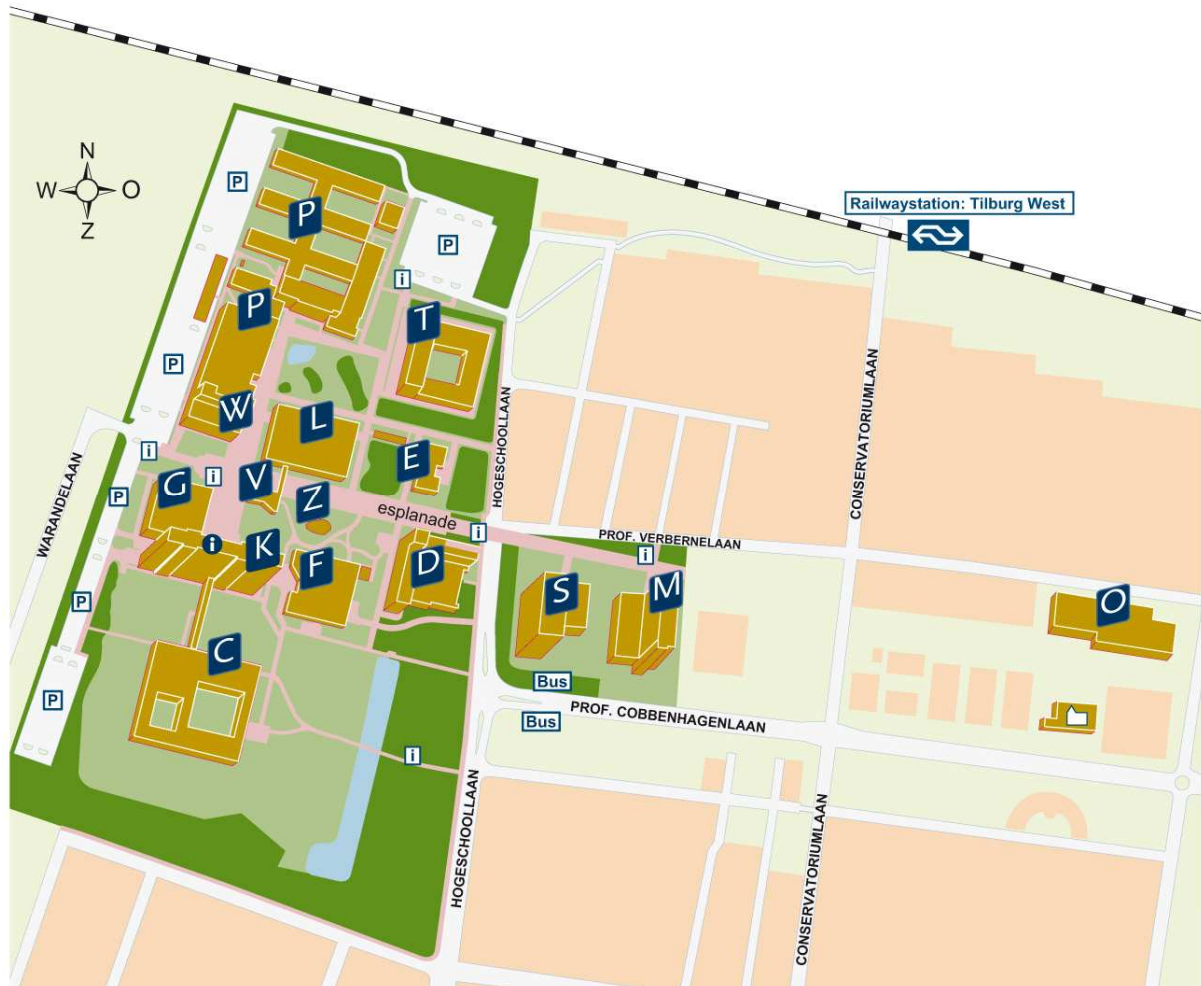 N
W O
Z
P
Railwaystation: Tilburg West
P
P
i
P
T
P
W
L
E
HOGESCHOOLLAAN
CONSERVATORIUMLAAN
WARANDELAAN
i
i
G
V
Z
P
esplanade
i
PROF. VERBERNELAAN
i
i
K
F
D
S
M
O
P
C
Bus
P
Bus
PROF. COBBENHAGENLAAN
i
HOGESCHOOLLAAN
CONSERVATORIUMLAAN